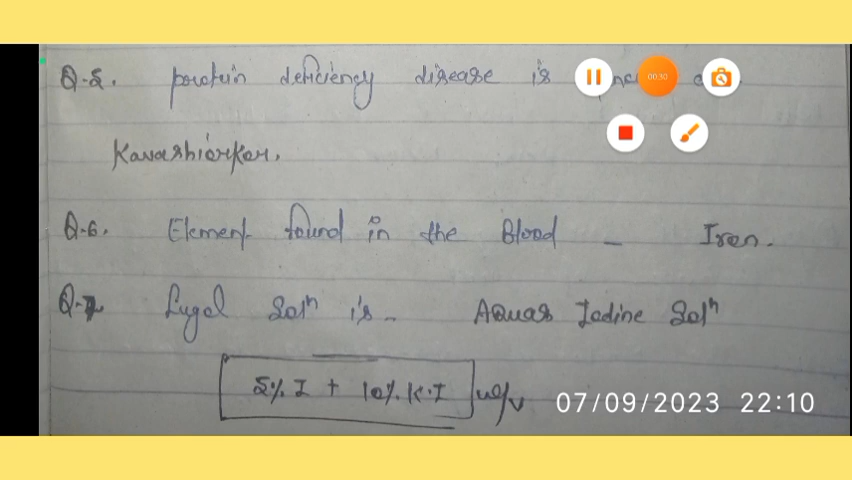 Q-5. protein deficiency disease is
Kavashiorkor.
Q-6. Element found in the Blood - Iron.
Q-7 Lugol Solⁿ is - Aquas Iodine Solⁿ
5% I + 10% K.I w/v
07/09/2023 22:10
00:30